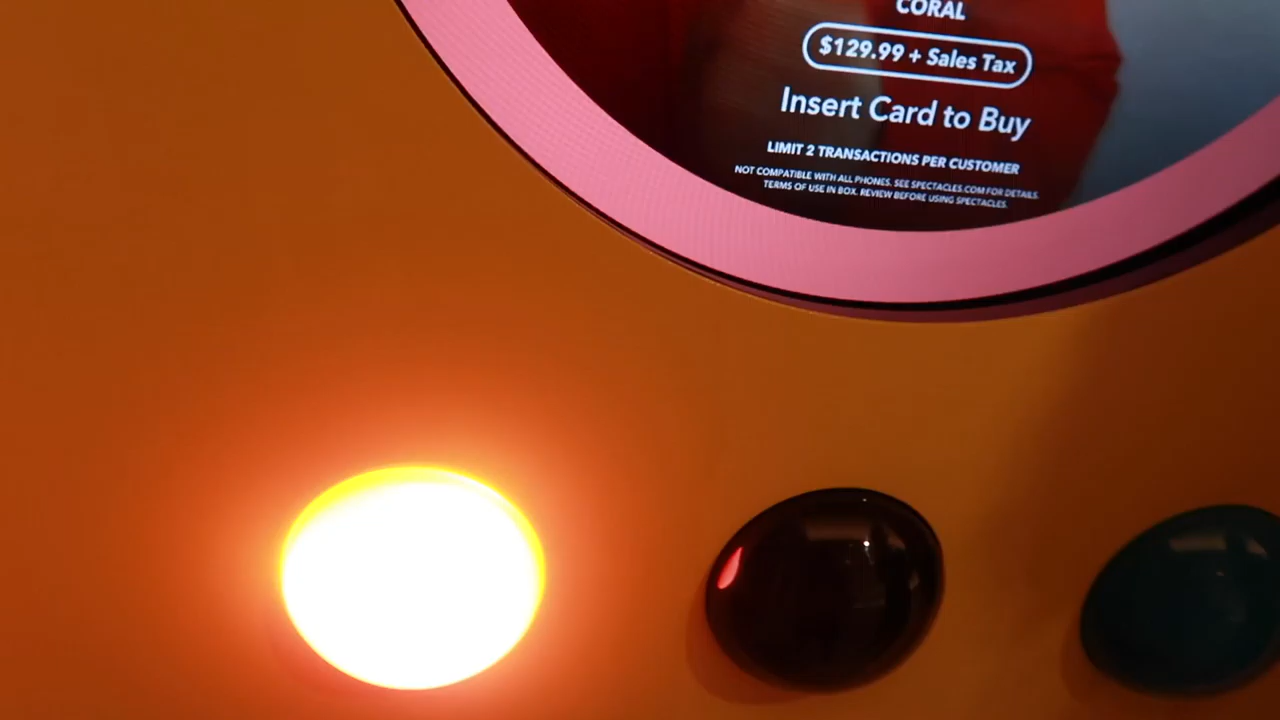 CORAL
$129.99 + Sales Tax
Insert Card to Buy
LIMIT 2 TRANSACTIONS PER CUSTOMER
NOT COMPATIBLE WITH ALL PHONES. SEE SPECTACLES.COM FOR DETAILS.
TERMS OF USE IN BOX. REVIEW BEFORE USING SPECTACLES.